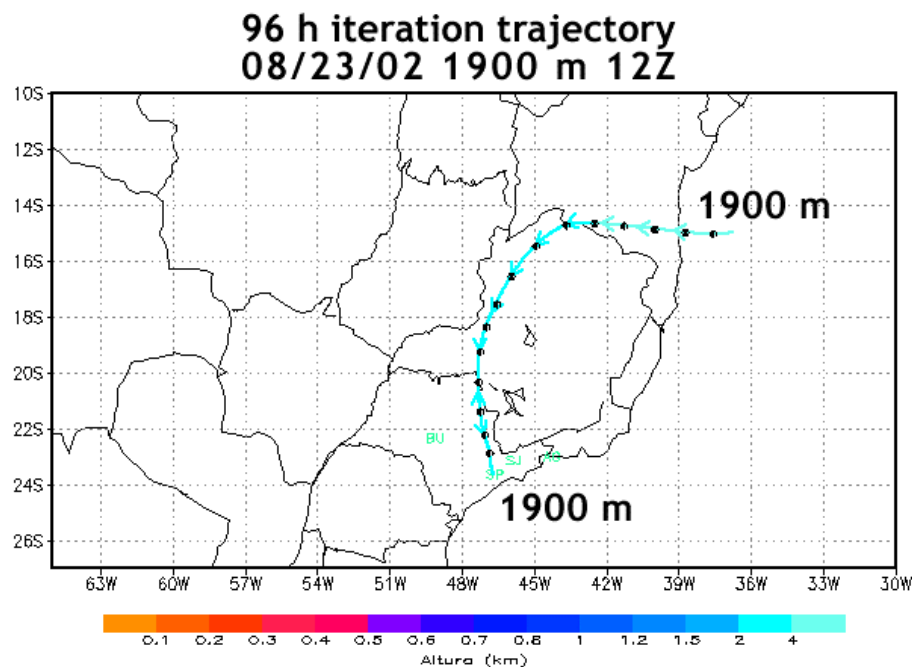 96 h iteration trajectory
08/23/02 1900 m 12Z
10S
12S
14S
1900 m
16S
18S
20S
22S
BU
SJ
SP
24S
1900 m
26S
63W 60W 57W 54W 51W 48W 45W 42W 39W 36W 33W 30W
0.1 0.2 0.3 0.4 0.5 0.6 0.7 0.8 1 1.2 1.5 2 4
Altura (km)